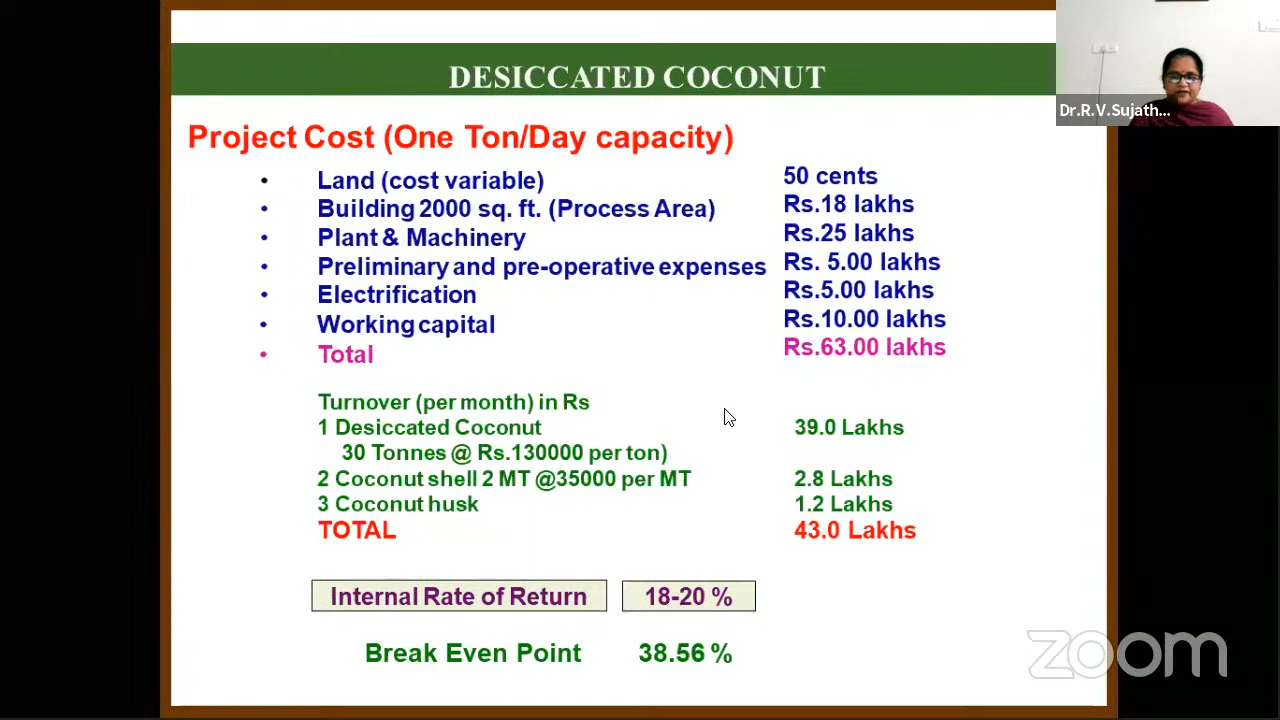 DESICCATED COCONUT
Dr.R.V.Sujath...
Project Cost (One Ton/Day capacity)
• Land (cost variable) 50 cents
• Building 2000 sq. ft. (Process Area) Rs.18 lakhs
• Plant & Machinery Rs.25 lakhs
• Preliminary and pre-operative expenses Rs. 5.00 lakhs
• Electrification Rs.5.00 lakhs
• Working capital Rs.10.00 lakhs
• Total Rs.63.00 lakhs
Turnover (per month) in Rs
1 Desiccated Coconut 39.0 Lakhs
30 Tonnes @ Rs.130000 per ton)
2 Coconut shell 2 MT @35000 per MT 2.8 Lakhs
3 Coconut husk 1.2 Lakhs
TOTAL 43.0 Lakhs
Internal Rate of Return 18-20 %
Break Even Point 38.56 %
zoom